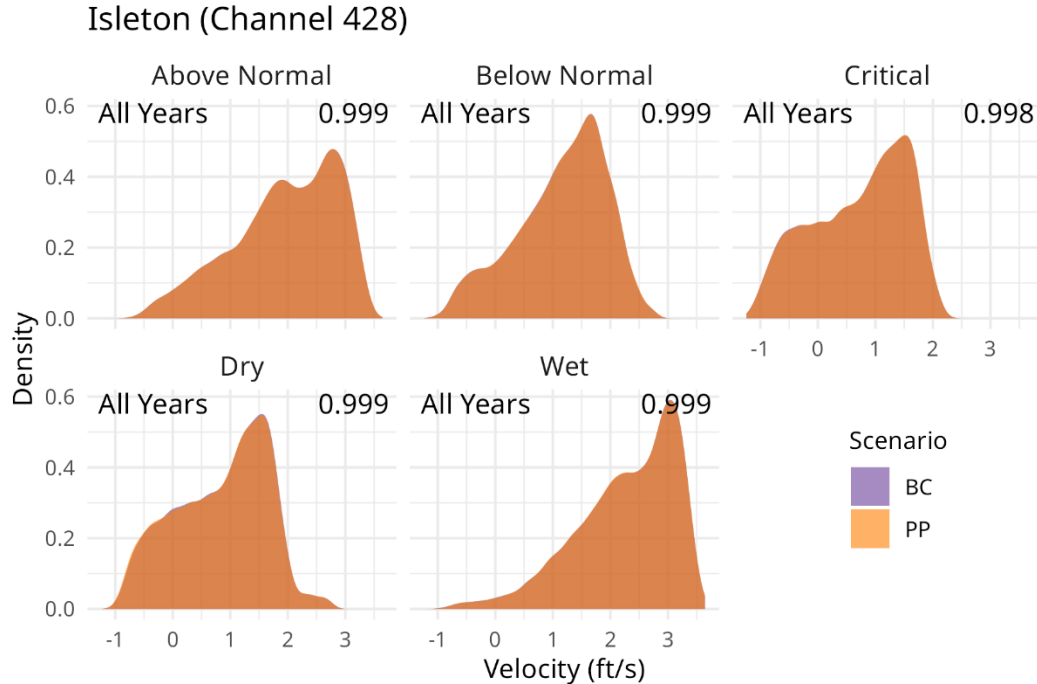 Isleton (Channel 428)
Above Normal
Below Normal
Critical
All Years 0.999
All Years 0.999
All Years 0.998
0.6
0.4
0.2
0.0
-1 0 1 2 3
Dry
Wet
All Years 0.999
All Years 0.999
0.6
0.4
0.2
0.0
-1 0 1 2 3
-1 0 1 2 3
Density
Velocity (ft/s)
Scenario
BC
PP